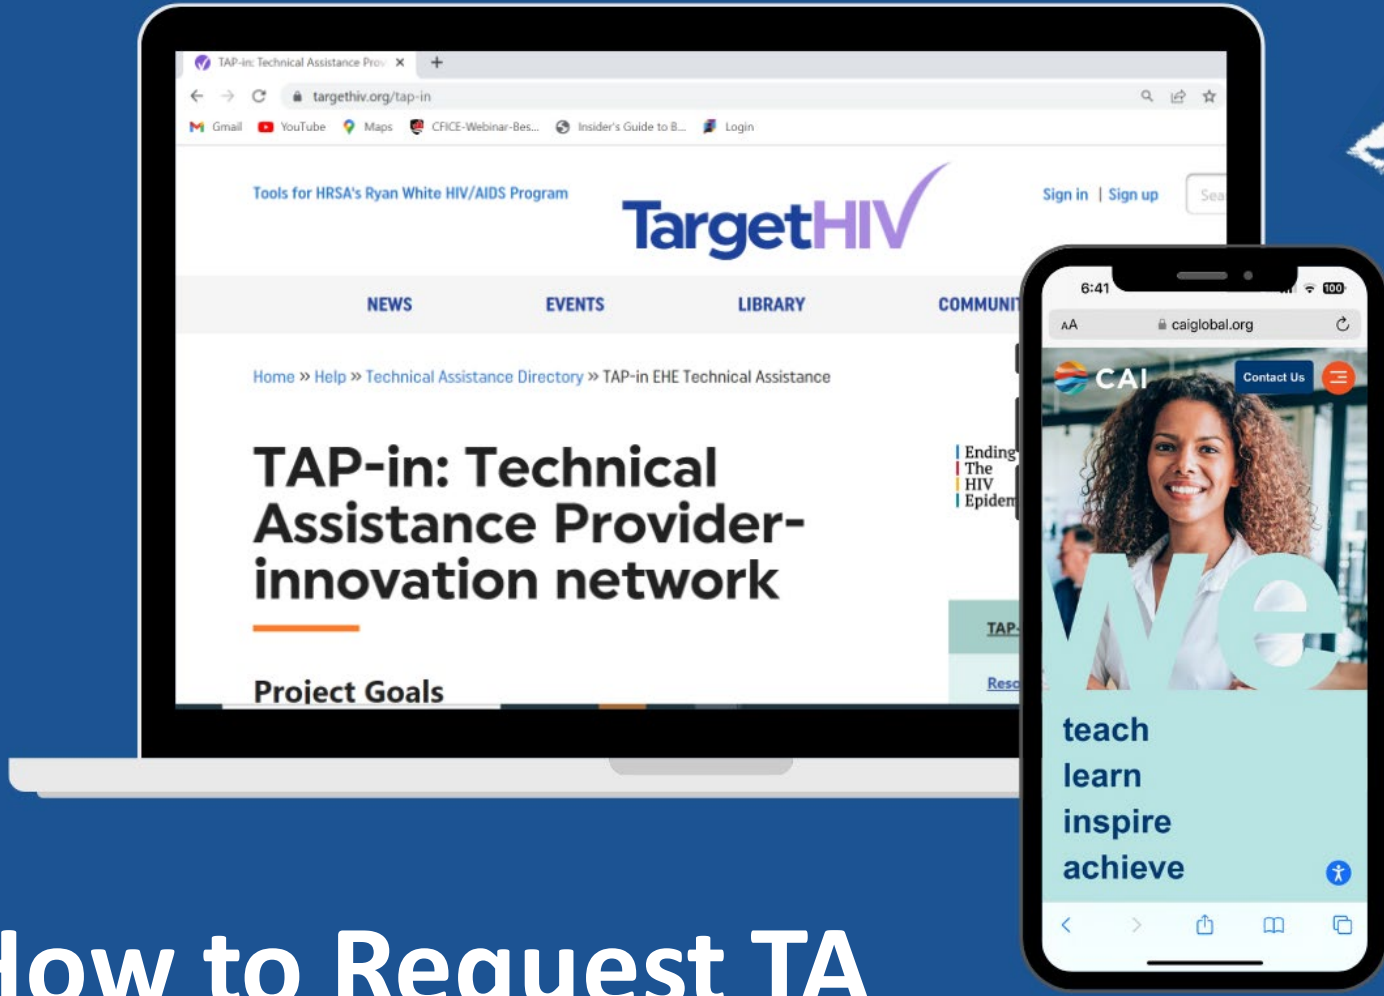 TAP-in: Technical Assistance Prov
targethiv.org/tap-in
Gmail YouTube Maps CFICE-Webinar-Bes... Insider's Guide to B... Login
Tools for HRSA's Ryan White HIV/AIDS Program
TargetHIV
Sign in | Sign up
NEWS EVENTS LIBRARY
Home » Help » Technical Assistance Directory » TAP-in EHE Technical Assistance
TAP-in: Technical
Assistance Provider-
innovation network
Project Goals
Ending
The
HIV
TAP-
6:41 100
AA caiglobal.org
CAI
Contact Us
we
teach
learn
inspire
achieve
How to Request TA